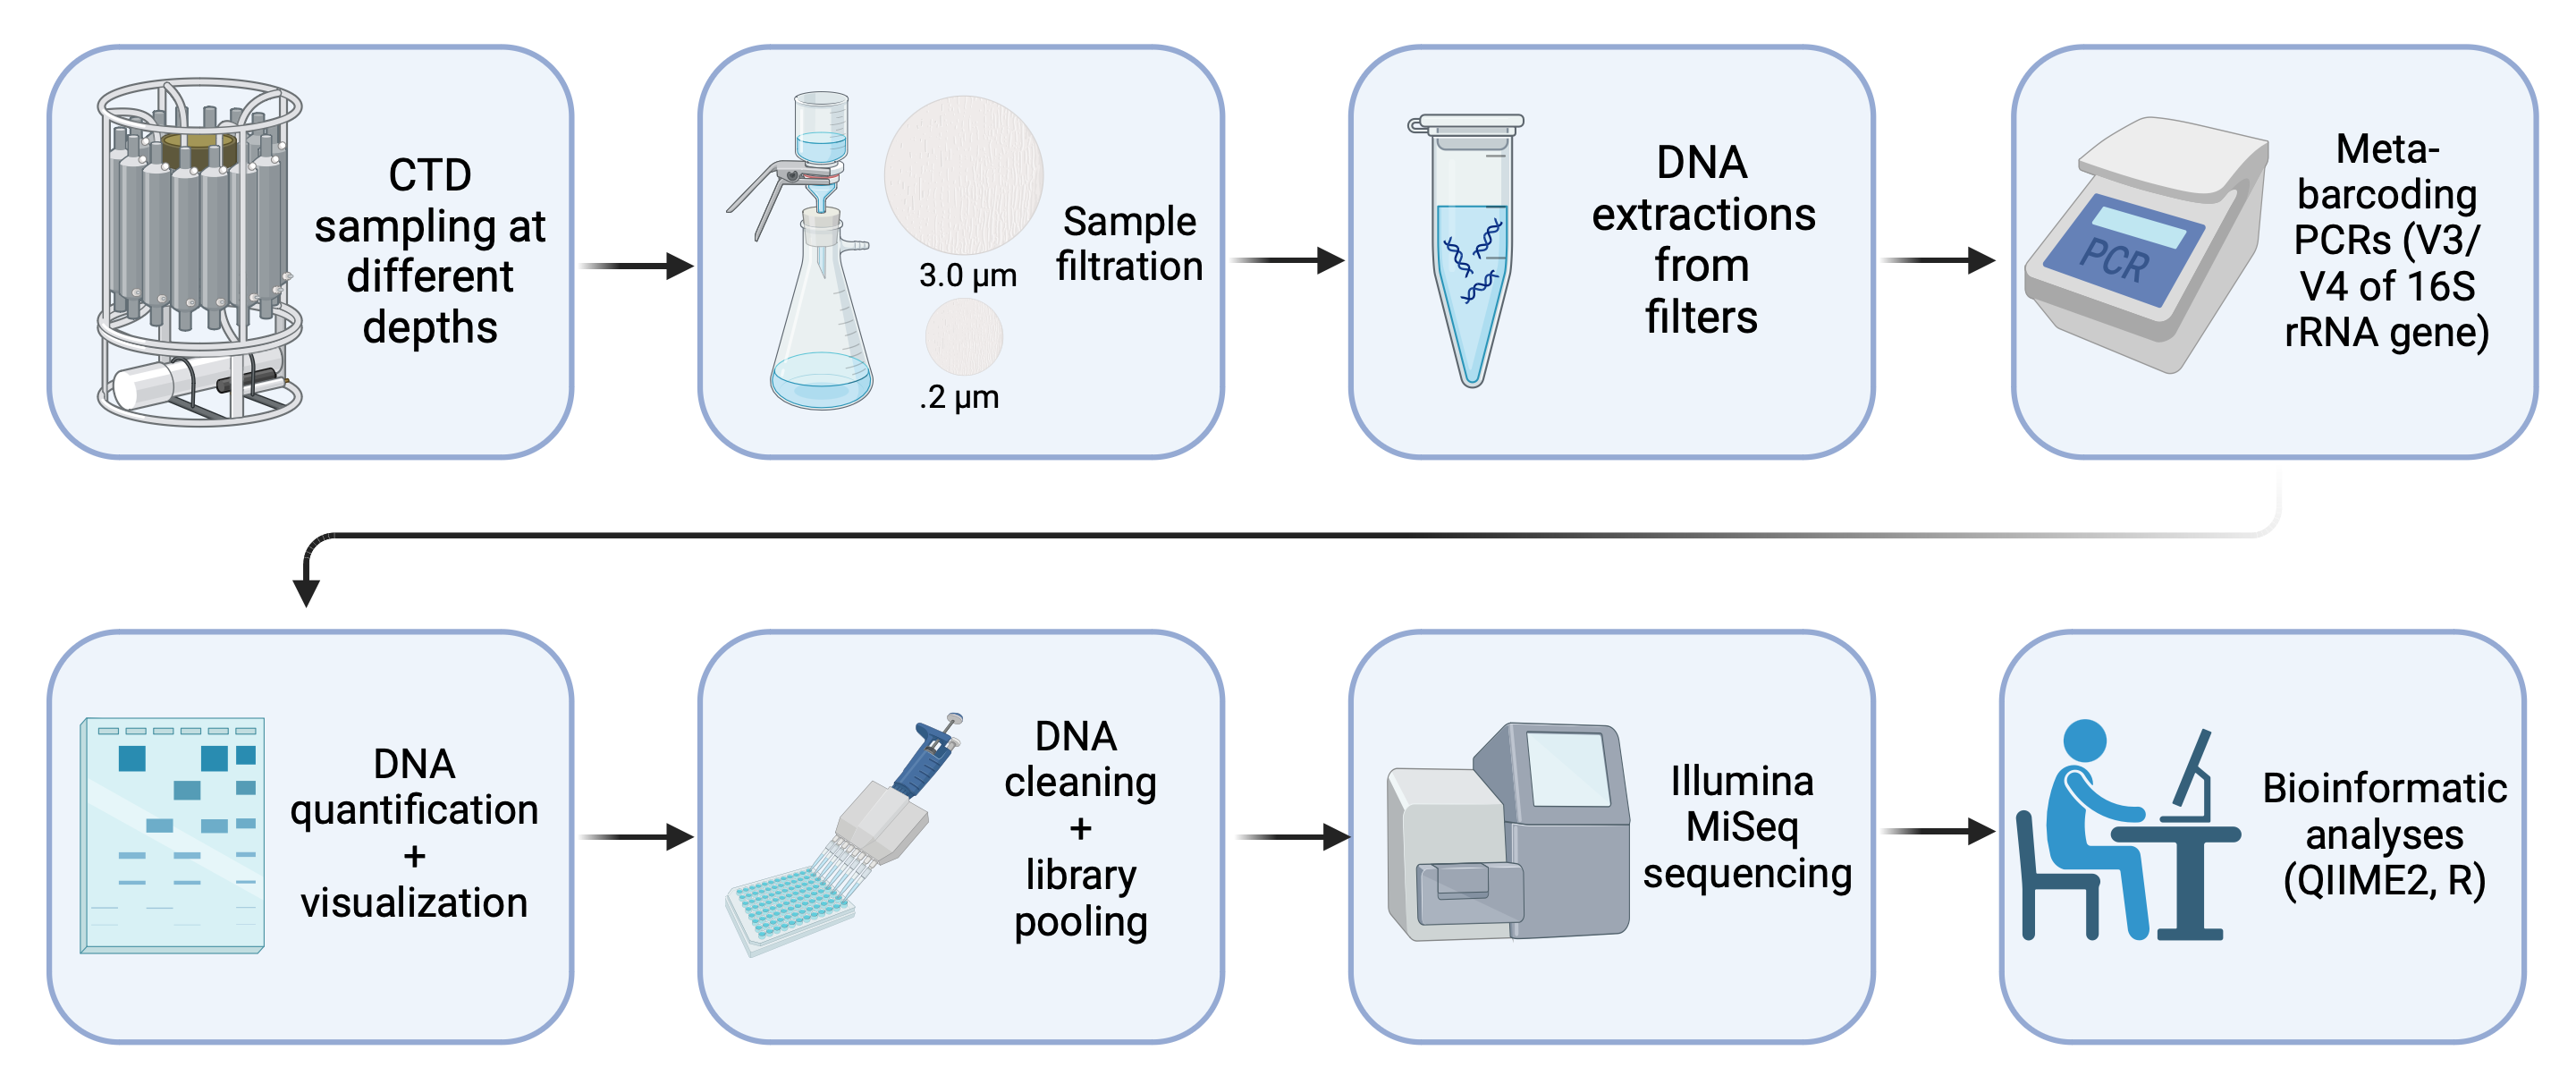 CTD
sampling at
different
depths
3.0 µm
.2 µm
Sample
filtration
DNA
extractions
from
filters
PCR
Meta-
barcoding
PCRs (V3/
V4 of 16S
rRNA gene)
DNA
quantification
+
visualization
DNA
cleaning
+
library
pooling
Illumina
MiSeq
sequencing
Bioinformatic
analyses
(QIIME2, R)